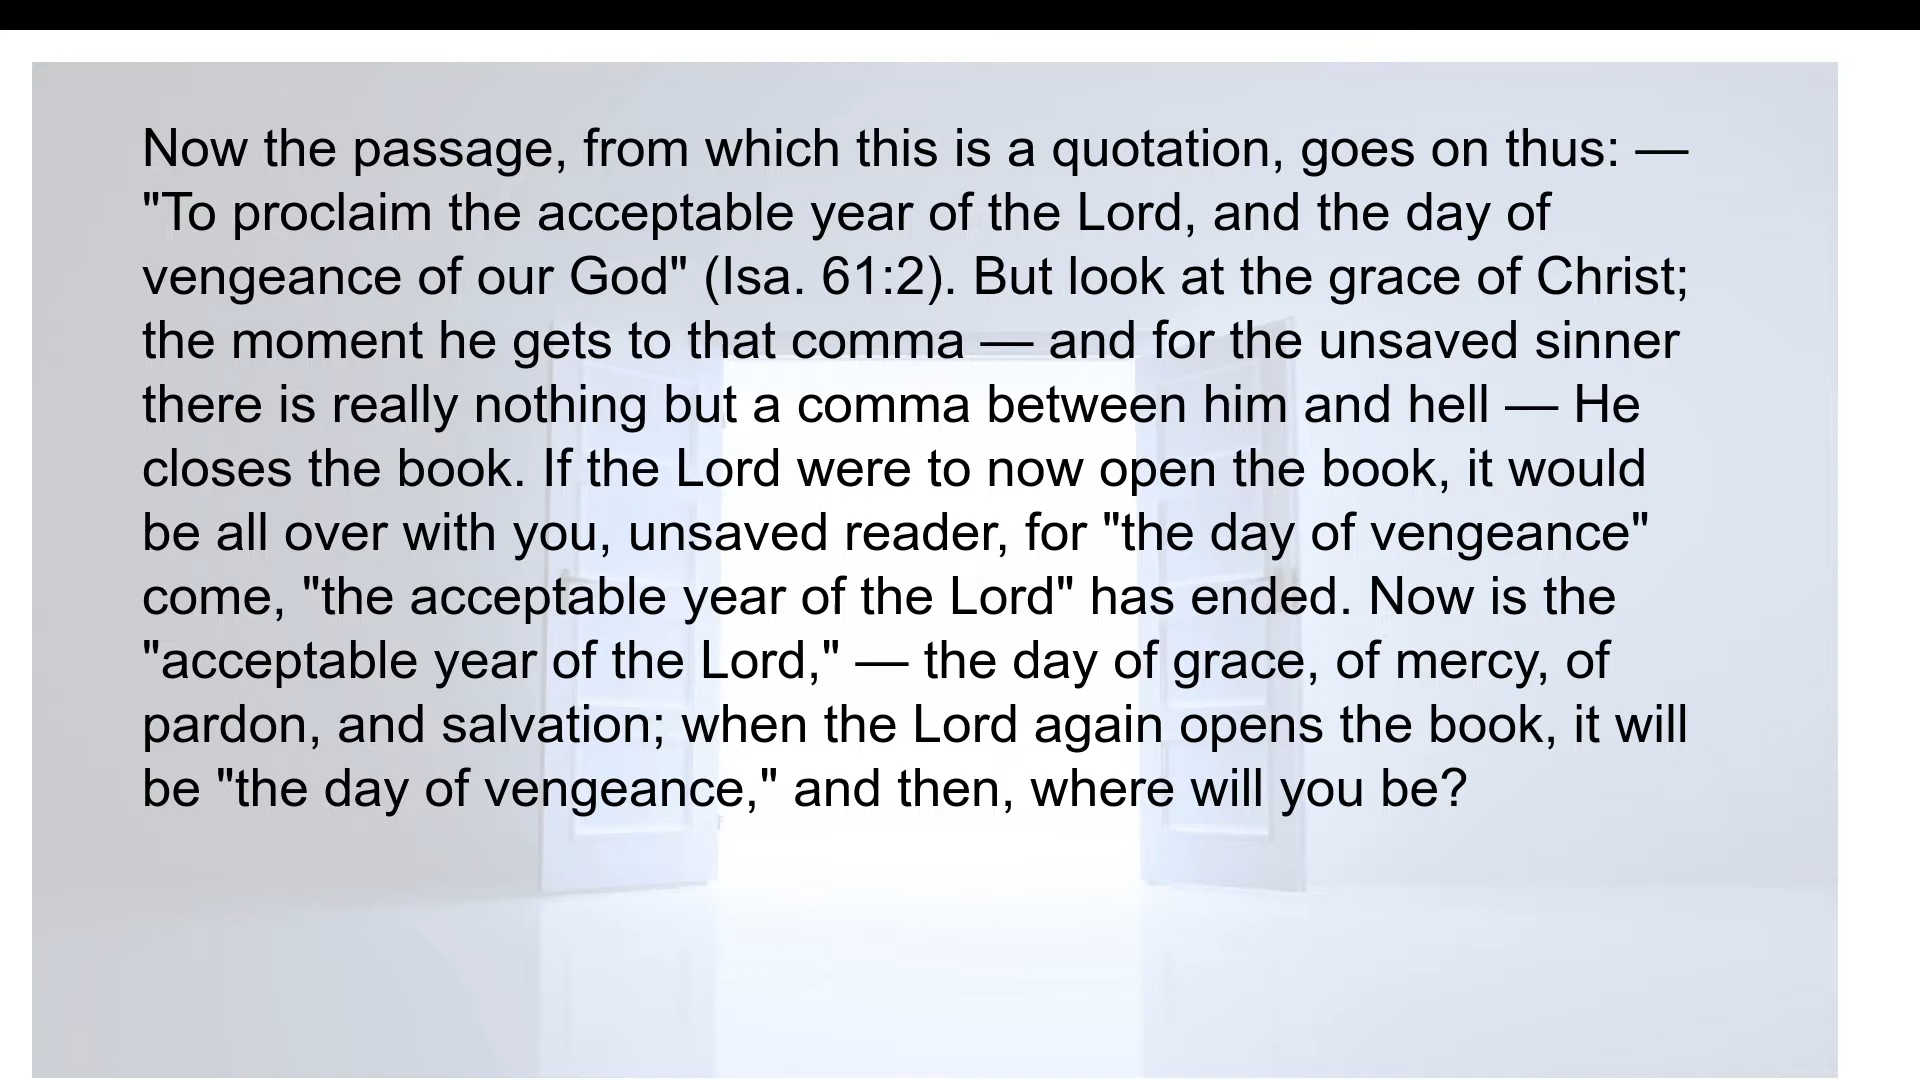 Now the passage, from which this is a quotation, goes on thus: —
"To proclaim the acceptable year of the Lord, and the day of
vengeance of our God" (Isa. 61:2). But look at the grace of Christ;
the moment he gets to that comma — and for the unsaved sinner
there is really nothing but a comma between him and hell — He
closes the book. If the Lord were to now open the book, it would
be all over with you, unsaved reader, for "the day of vengeance"
come, "the acceptable year of the Lord" has ended. Now is the
"acceptable year of the Lord," — the day of grace, of mercy, of
pardon, and salvation; when the Lord again opens the book, it will
be "the day of vengeance," and then, where will you be?